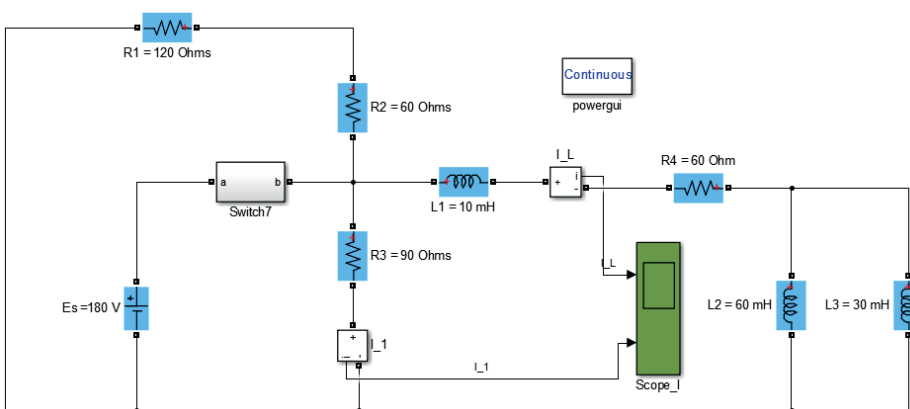 R1 = 120 Ohms
Continuous
powergui
R2 = 60 Ohms
I_L
R4 = 60 Ohm
a
b
+
i
-
Switch7
L1 = 10 mH
R3 = 90 Ohms
I_L
Es =180 V
+
L2 = 60 mH
L3 = 30 mH
+
i
-
I_1
I_1
Scope_I